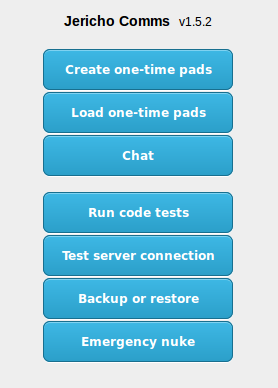 Jericho Comms v1.5.2
Create one-time pads
Load one-time pads
Chat
Run code tests
Test server connection
Backup or restore
Emergency nuke